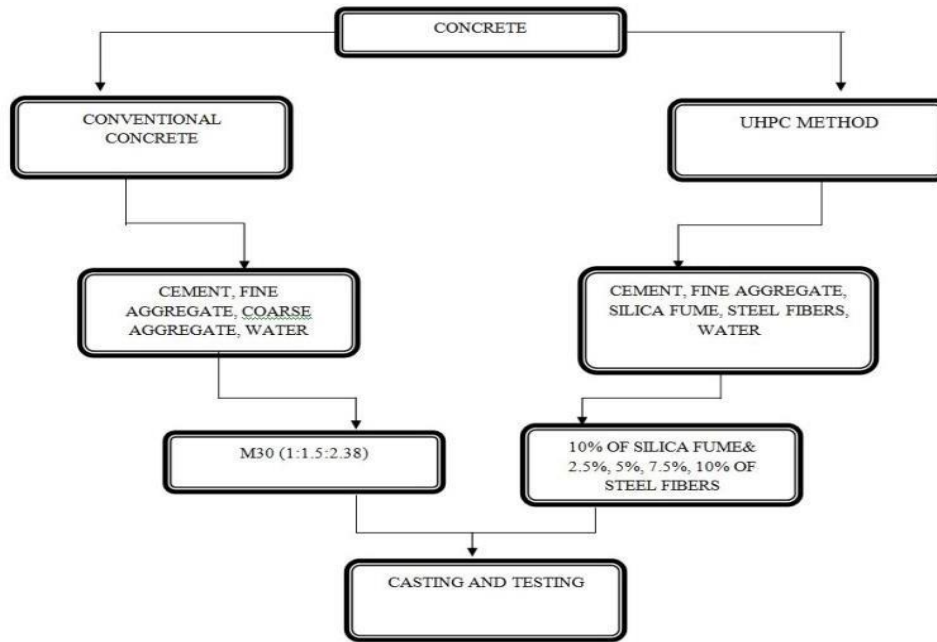 CONCRETE
CONVENTIONAL
CONCRETE
UHPC METHOD
CEMENT, FINE
AGGREGATE, COARSE
AGGREGATE, WATER
CEMENT, FINE AGGREGATE,
SILICA FUME, STEEL FIBERS,
WATER
M30 (1:1.5:2.38)
10% OF SILICA FUME&
2.5%, 5%, 7.5%, 10% OF
STEEL FIBERS
CASTING AND TESTING